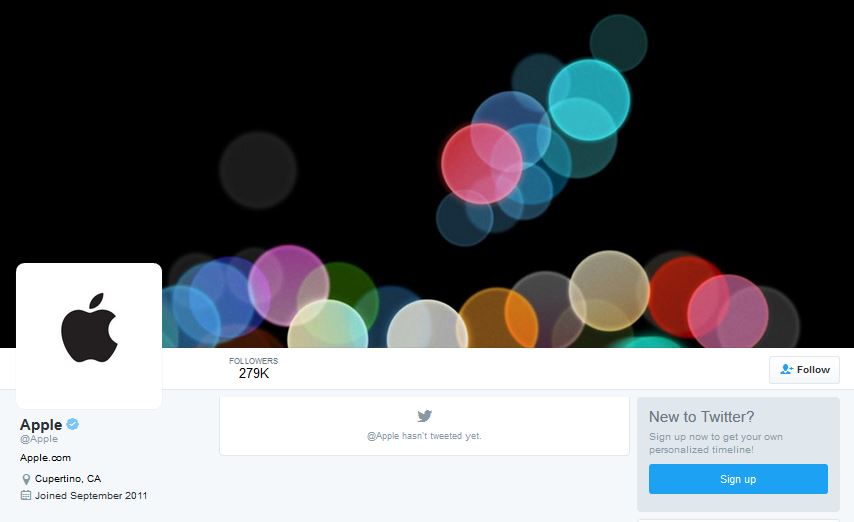 FOLLOWERS
279K
Follow
Apple
@Apple
Apple.com
Cupertino, CA
Joined September 2011
@Apple hasn't tweeted yet.
New to Twitter?
Sign up now to get your own
personalized timeline!
Sign up